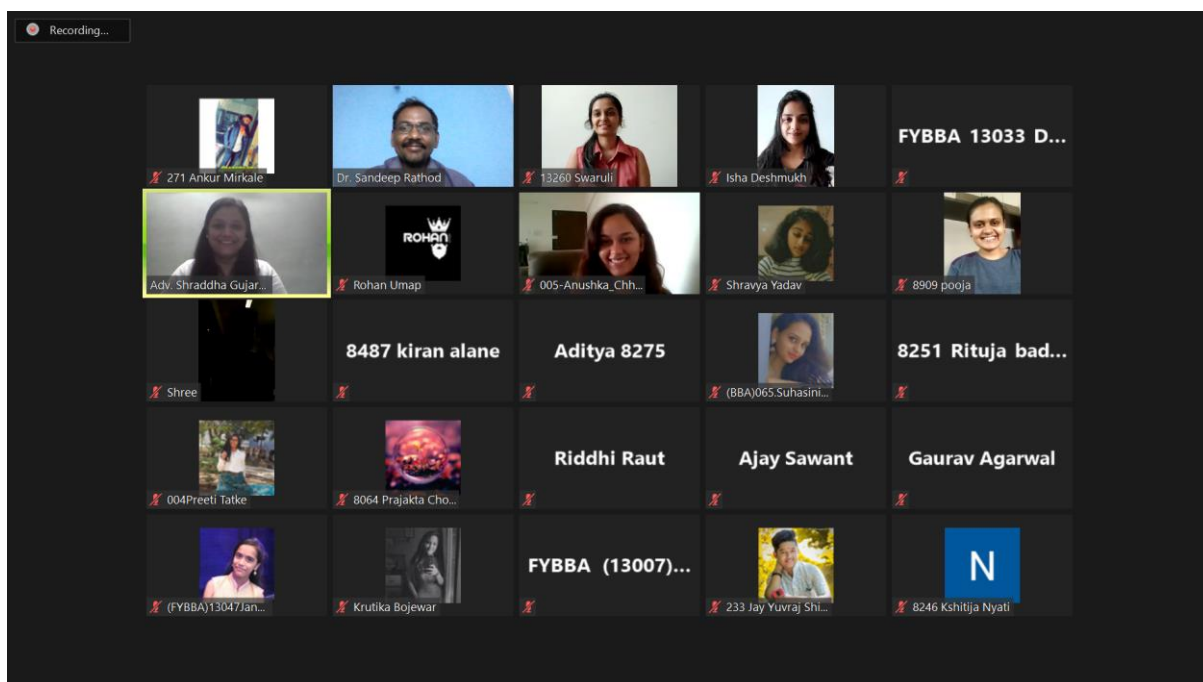 Recording...
271 Ankur Mirkale
Dr. Sandeep Rathod
13260 Swaruli
Isha Deshmukh
FYBBA 13033 D...
Adv. Shraddha Gujar...
ROHAN
Rohan Umap
005-Anushka_Chh...
Shravya Yadav
8909 pooja
Shree
8487 kiran alane
Aditya 8275
(BBA)065.Suhasini...
8251 Rituja bad...
004Preeti Tatke
8064 Prajakta Cho...
Riddhi Raut
Ajay Sawant
Gaurav Agarwal
(FYBBA)13047Jan...
Krutika Bojewar
FYBBA (13007)...
233 Jay Yuvraj Shi...
N
8246 Kshitija Nyati